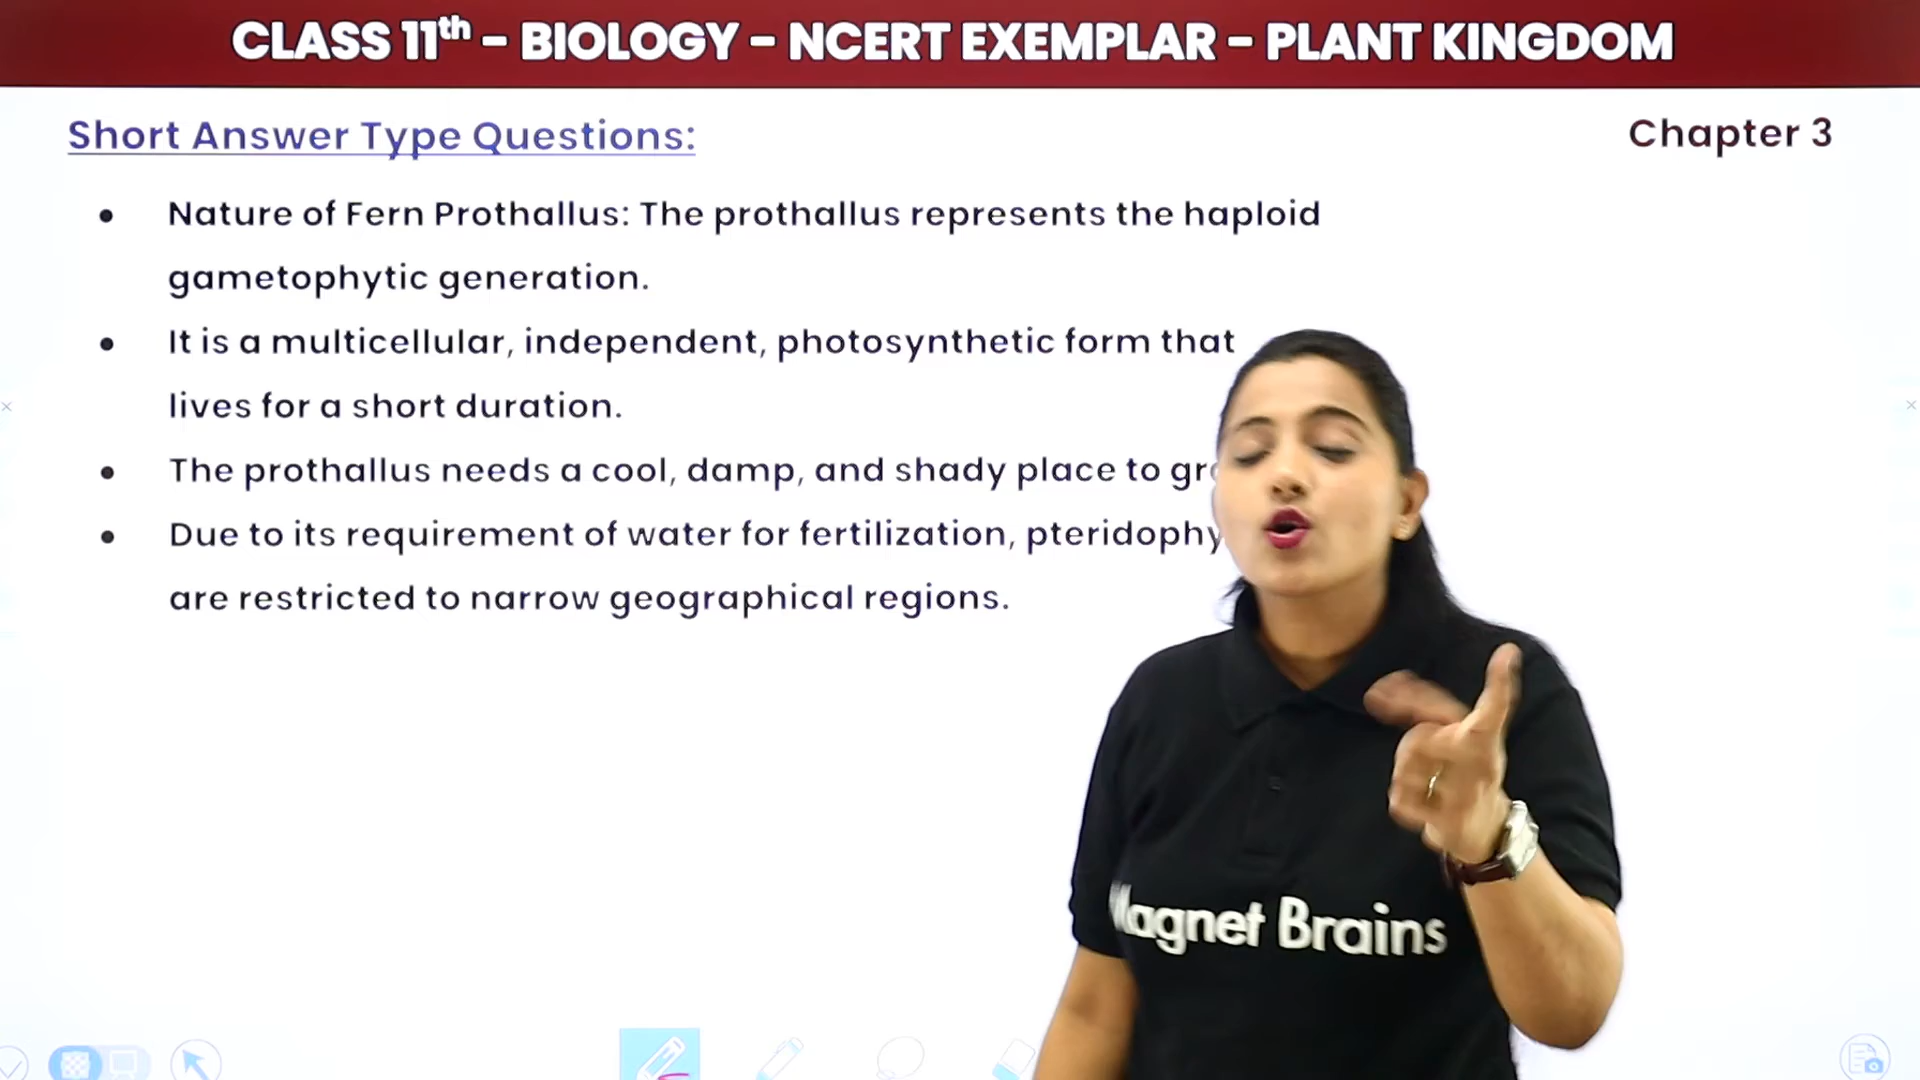 CLASS 11th - BIOLOGY - NCERT EXEMPLAR - PLANT KINGDOM
Short Answer Type Questions:
Chapter 3
• Nature of Fern Prothallus: The prothallus represents the haploid
gametophytic generation.
• It is a multicellular, independent, photosynthetic form that
lives for a short duration.
• The prothallus needs a cool, damp, and shady place to
• Due to its requirement of water for fertilization,
are restricted to narrow geographical regions.
Magnet Brains